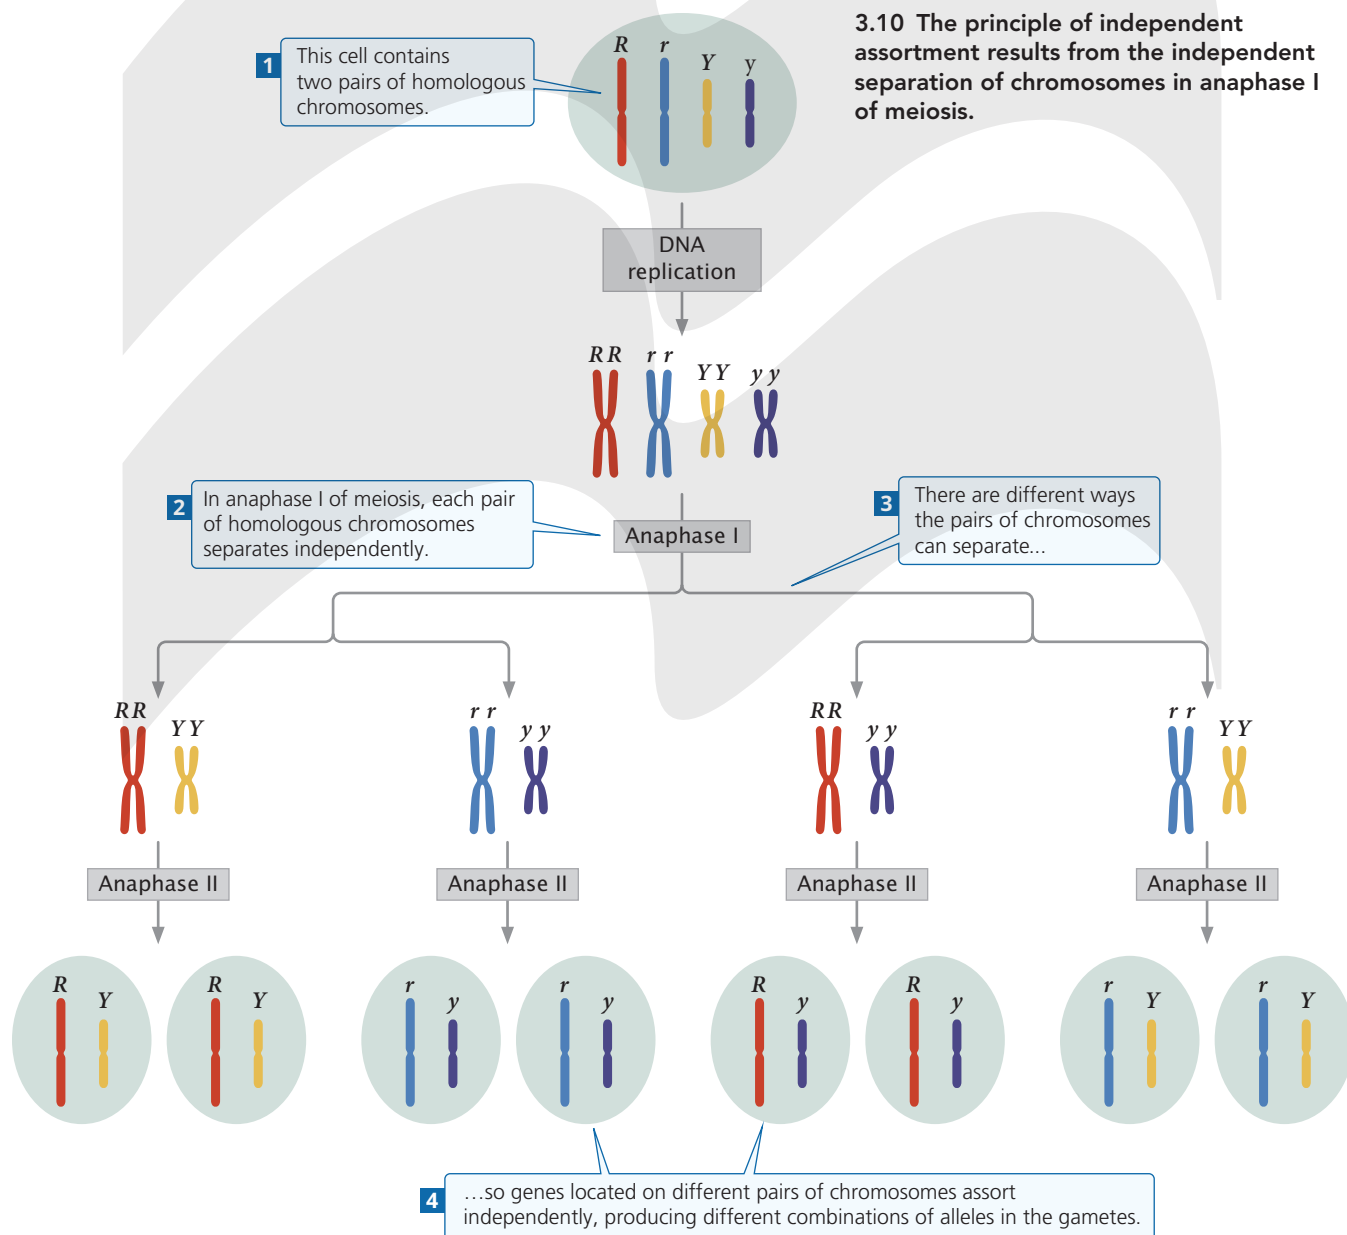 3.10 The principle of independent
assortment results from the independent
separation of chromosomes in anaphase I
of meiosis.
1
This cell contains
two pairs of homologous
chromosomes.
R r Y y
DNA
replication
R R r r Y Y y y
2
In anaphase I of meiosis, each pair
of homologous chromosomes
separates independently.
Anaphase I
3
There are different ways
the pairs of chromosomes
can separate...
R R Y Y
r r y y
R R y y
r r Y Y
Anaphase II
Anaphase II
Anaphase II
Anaphase II
R Y
R Y
r y
r y
R y
R y
r Y
r Y
4
…so genes located on different pairs of chromosomes assort
independently, producing different combinations of alleles in the gametes.